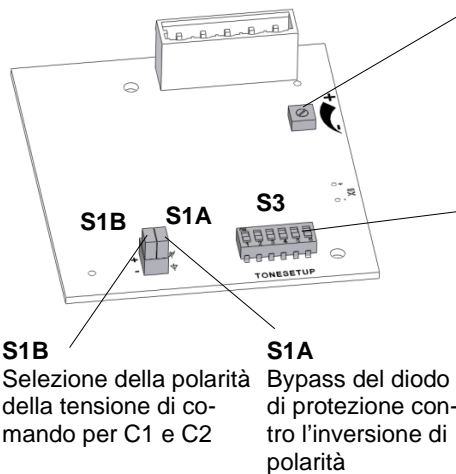 +
-
S1B
S1A
S3
+
-
TONESETUP
S1B
Selezione della polarità
della tensione di co-
mando per C1 e C2
S1A
Bypass del diodo
di protezione con-
tro l'inversione di
polarità